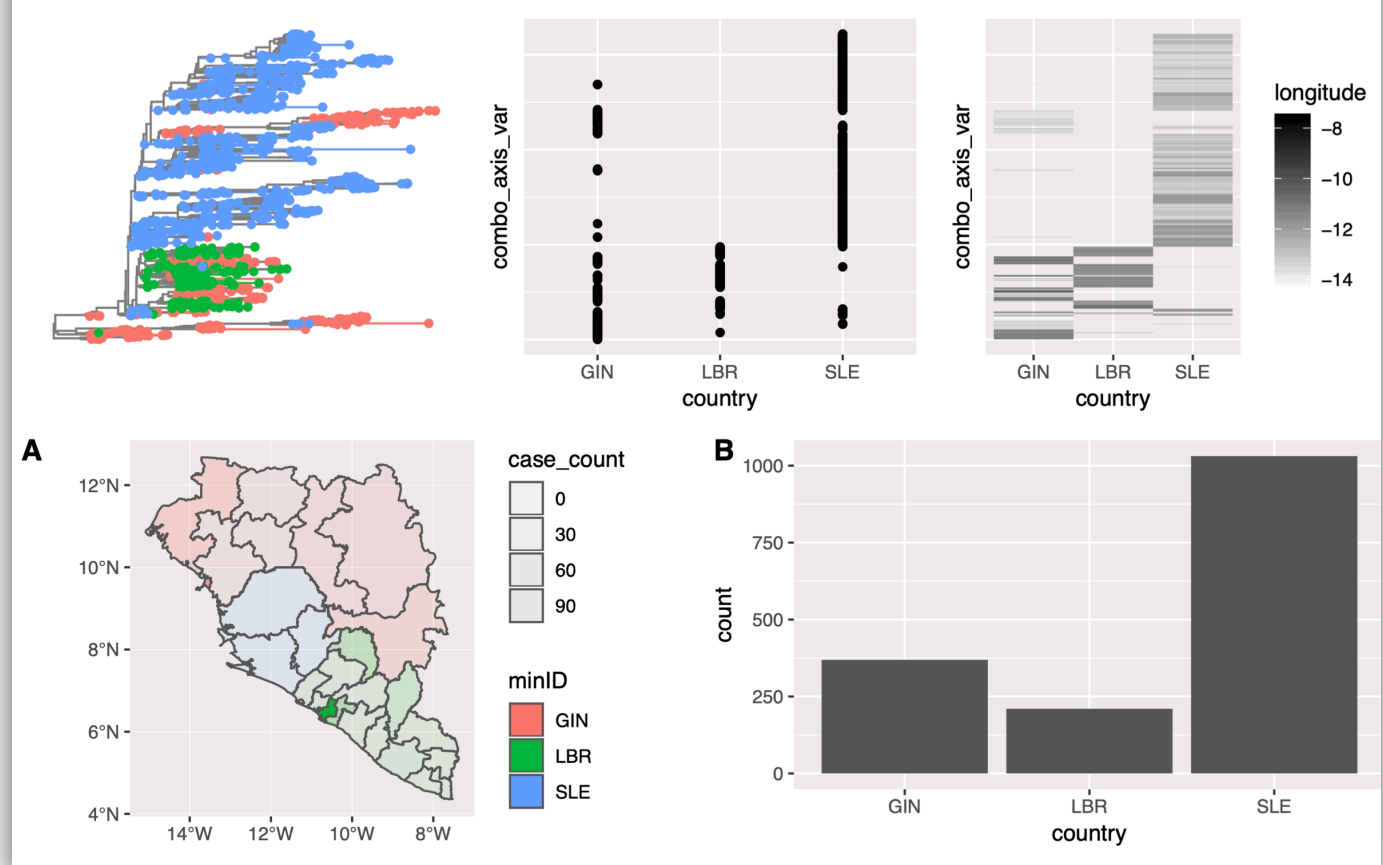 combo_axis_var
GIN LBR SLE
country
combo_axis_var
GIN LBR SLE
country
longitude
−8
−10
−12
−14
A
12°N
10°N
8°N
6°N
4°N
14°W 12°W 10°W 8°W
case_count
0
30
60
90
minID
GIN
LBR
SLE
B
count
1000
750
500
250
0
GIN LBR SLE
country